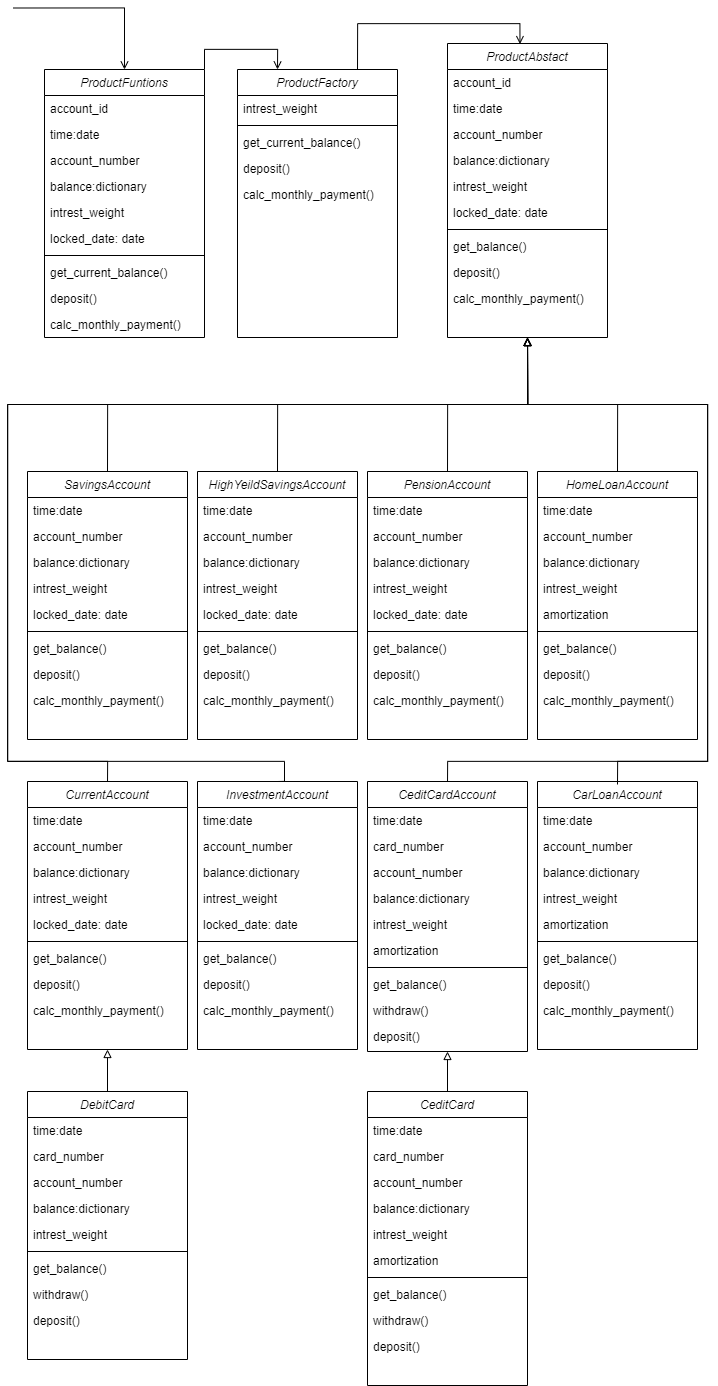 ProductFuntions
account_id
time:date
account_number
balance:dictionary
intrest_weight
locked_date: date
get_current_balance()
deposit()
calc_monthly_payment()
ProductFactory
intrest_weight
get_current_balance()
deposit()
calc_monthly_payment()
ProductAbstact
account_id
time:date
account_number
balance:dictionary
intrest_weight
locked_date: date
get_balance()
deposit()
calc_monthly_payment()
SavingsAccount
time:date
account_number
balance:dictionary
intrest_weight
locked_date: date
get_balance()
deposit()
calc_monthly_payment()
HighYeildSavingsAccount
time:date
account_number
balance:dictionary
intrest_weight
locked_date: date
get_balance()
deposit()
calc_monthly_payment()
PensionAccount
time:date
account_number
balance:dictionary
intrest_weight
locked_date: date
get_balance()
deposit()
calc_monthly_payment()
HomeLoanAccount
time:date
account_number
balance:dictionary
intrest_weight
amortization
get_balance()
deposit()
calc_monthly_payment()
CurrentAccount
time:date
account_number
balance:dictionary
intrest_weight
locked_date: date
get_balance()
deposit()
calc_monthly_payment()
InvestmentAccount
time:date
account_number
balance:dictionary
intrest_weight
locked_date: date
get_balance()
deposit()
calc_monthly_payment()
CeditCardAccount
time:date
card_number
account_number
balance:dictionary
intrest_weight
amortization
get_balance()
withdraw()
deposit()
CarLoanAccount
time:date
account_number
balance:dictionary
intrest_weight
amortization
get_balance()
deposit()
calc_monthly_payment()
DebitCard
time:date
card_number
account_number
balance:dictionary
intrest_weight
get_balance()
withdraw()
deposit()
CeditCard
time:date
card_number
account_number
balance:dictionary
intrest_weight
amortization
get_balance()
withdraw()
deposit()